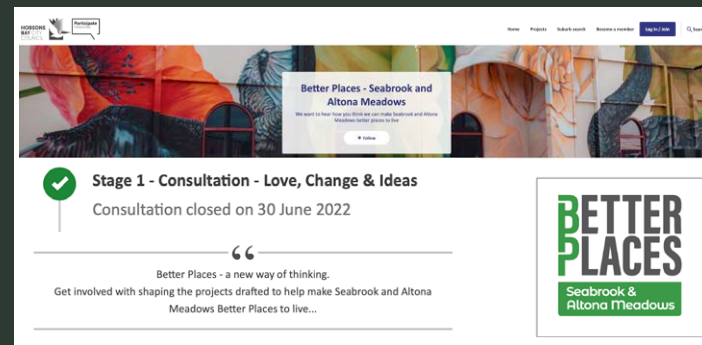 HOBSONS
BAY CITY
COUNCIL
Participate
Home Projects Suburb search Become a member Log in / Join Sear
Better Places - Seabrook and
Altona Meadows
We want to hear how you think we can make Seabrook and Altona
Meadows better places to live
+ Follow
Stage 1 - Consultation - Love, Change & Ideas
Consultation closed on 30 June 2022
“
Better Places - a new way of thinking.
Get involved with shaping the projects drafted to help make Seabrook and Altona
Meadows Better Places to live...
BETTER
PLACES
Seabrook &
Altona Meadows